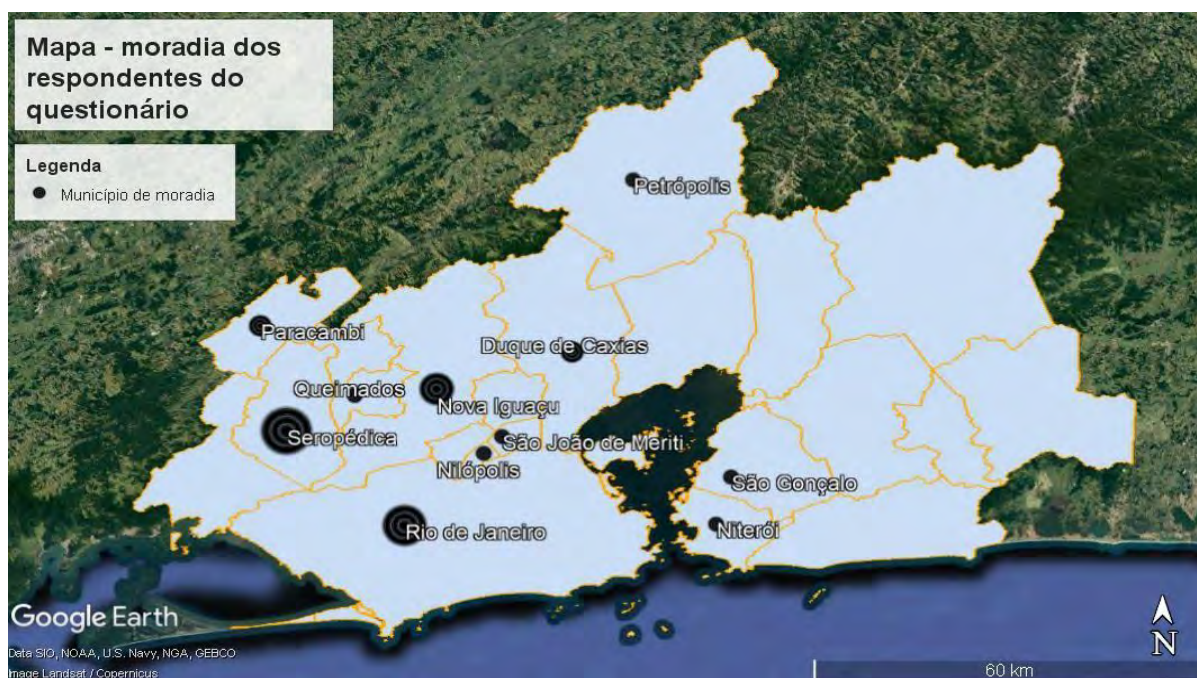 Mapa - moradia dos
respondentes do
questionário
Legenda
Município de moradia
Petrópolis
Paracambi
Duque de Caxias
Queimados
Nova Iguaçu
Seropédica
São João de Meriti
Nilópolis
São Gonçalo
Rio de Janeiro
Niterói
Google Earth
Data SIO, NOAA, U.S. Navy, NGA, GEBCO
Image Landsat / Copernicus
N
60 km